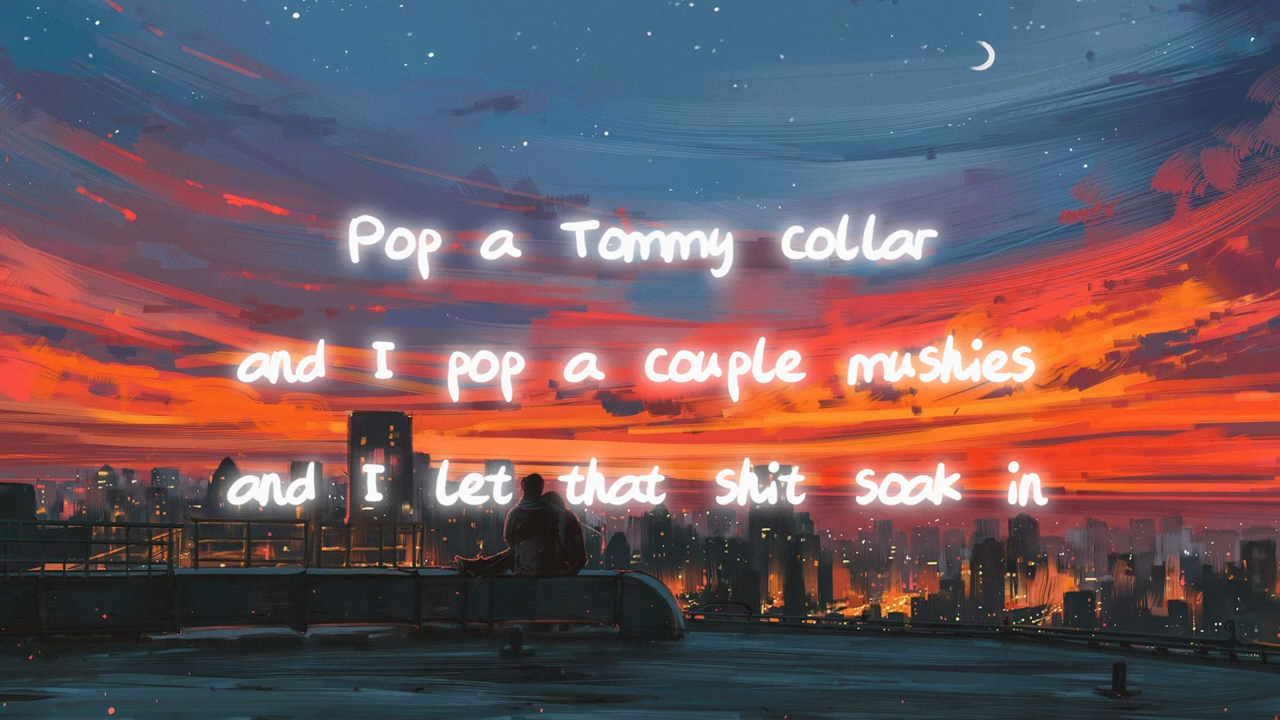 Pop a Tommy collar
and I pop a couple mushies
and I let that shit soak in